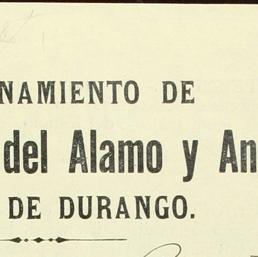 NAMIENTO DE
del Alamo y An
DE DURANGO.